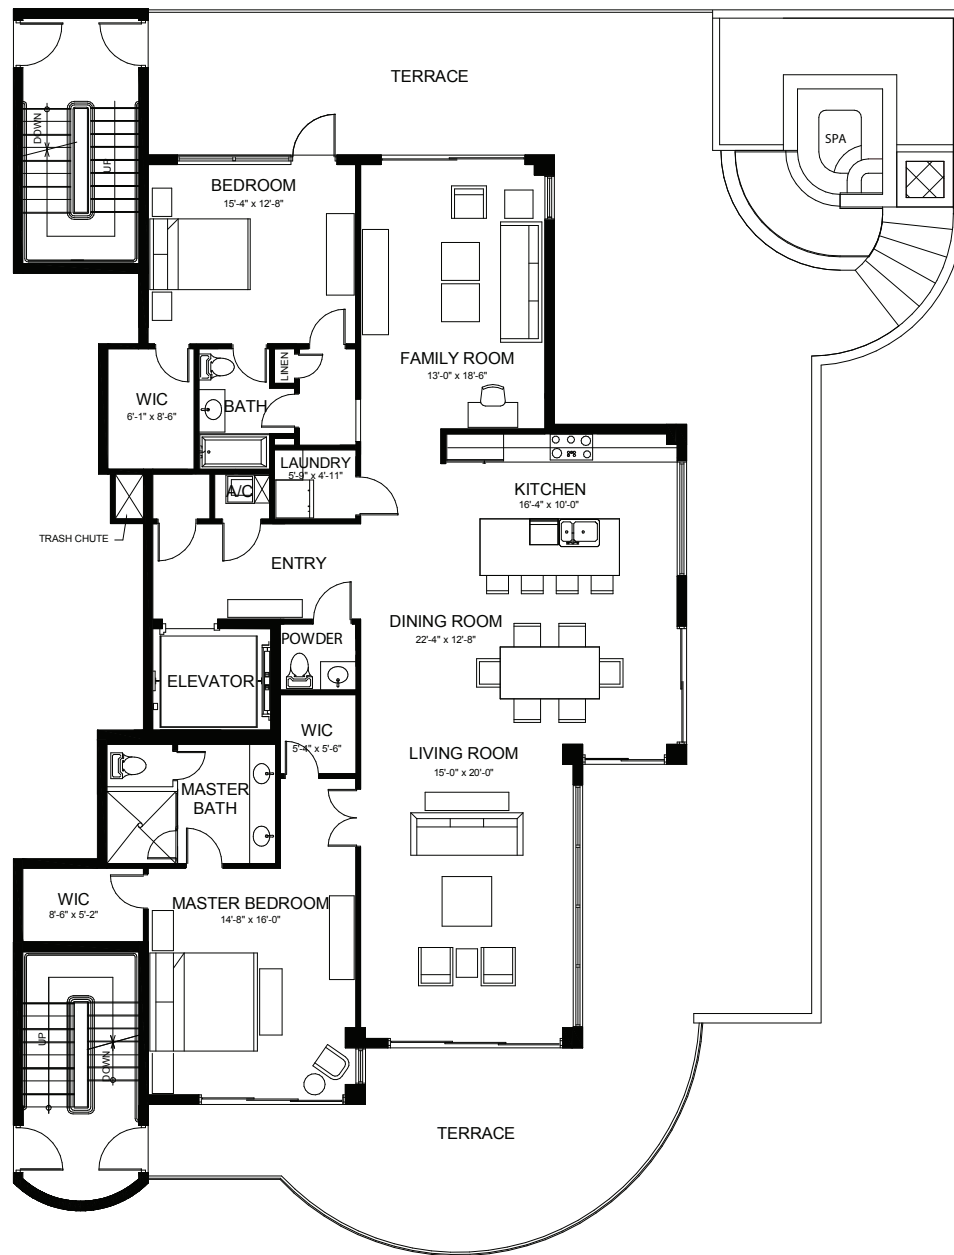 TERRACE
DOWN
UP
SPA
BEDROOM
15'-4" x 12'-8"
LINEN
FAMILY ROOM
13'-0" x 18'-6"
WIC
6'-1" x 8'-6"
BATH
LAUNDRY
5'-9" x 4'-11"
A/C
KITCHEN
16'-4" x 10'-0"
TRASH CHUTE
ENTRY
DINING ROOM
22'-4" x 12'-8"
POWDER
ELEVATOR
WIC
5'-4" x 5'-6"
LIVING ROOM
15'-0" x 20'-0"
MASTER
BATH
WIC
8'-6" x 5'-2"
MASTER BEDROOM
14'-8" x 16'-0"
UP
DOWN
TERRACE